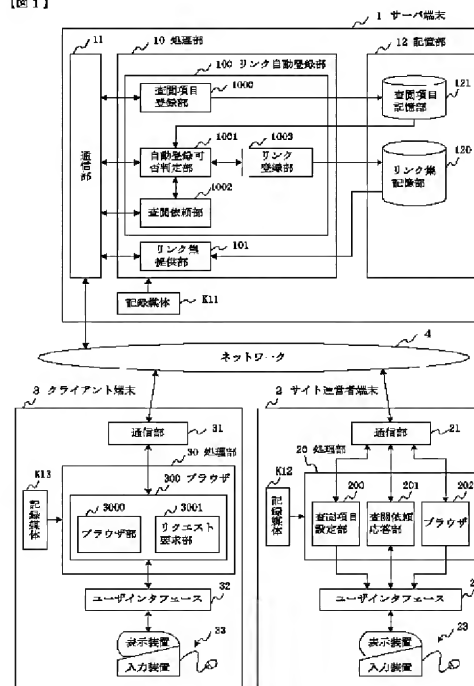 【図1】
1 サーバ端末
11
10 処理部
12 記憶部
100 リンク自動登録部
査閲項目
登録部
1000
121
査閲項目
記憶部
通信部
自動登録可
否判定部
1001
1003
リンク
登録部
120
リンク集
記憶部
1002
査閲依頼部
リンク集
提供部
101
記録媒体
K11
4
ネットワーク
3 クライアント端末
2 サイト運営者端末
通信部
31
通信部
21
30 処理部
20 処理部
K13
記録媒体
300 ブラウザ
3000
ブラウザ部
3001
リクエスト
要求部
K12
記録媒体
200
査閲項目
設定部
201
査閲依頼
応答部
202
ブラウザ
ユーザインタフェース
32
ユーザインタフェース
表示装置
入力装置
33
表示装置
入力装置
23